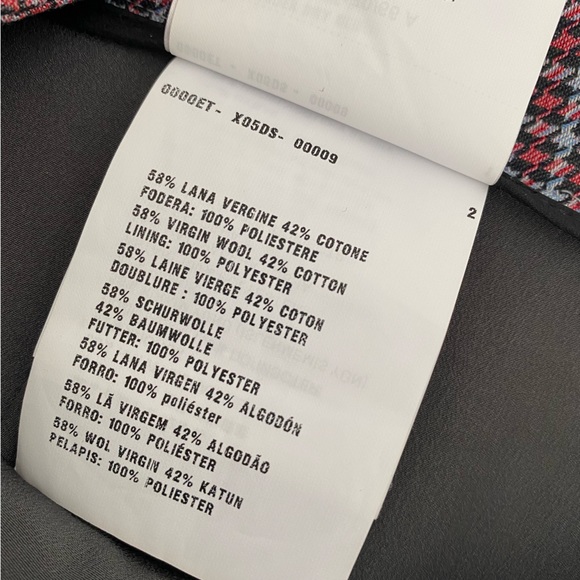 0000ET- X05DS- 00009
2
58% LANA VERGINE 42% COTONE
FODERA: 100% POLIESTERE
58% VIRGIN WOOL 42% COTTON
LINING: 100% POLYESTER
58% LAINE VIERGE 42% COTON
DOUBLURE : 100% POLYESTER
58% SCHURWOLLE
42% BAUMWOLLE
FUTTER: 100% POLYESTER
58% LANA VIRGEN 42% ALGODÓN
FORRO: 100% poliéster
58% LÃ VIRGEM 42% ALGODÃO
FORRO: 100% POLIÉSTER
58% WOL VIRGIN 42% KATUN
PELAPIS: 100% POLIESTER